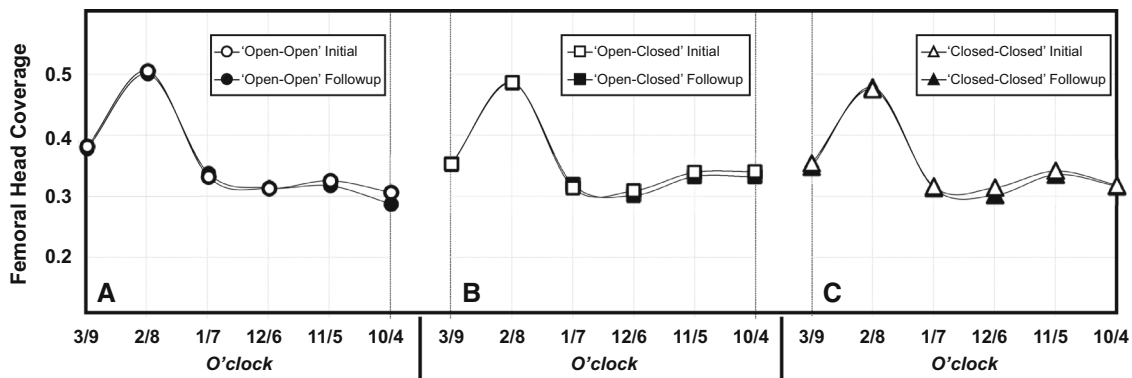 Femoral Head Coverage
0.5
0.4
0.3
0.2
‘Open-Open’ Initial
‘Open-Open’ Followup
A
3/9 2/8 1/7 12/6 11/5 10/4
O’clock
‘Open-Closed’ Initial
‘Open-Closed’ Followup
B
3/9 2/8 1/7 12/6 11/5 10/4
O’clock
‘Closed-Closed’ Initial
‘Closed-Closed’ Followup
C
3/9 2/8 1/7 12/6 11/5 10/4
O’clock